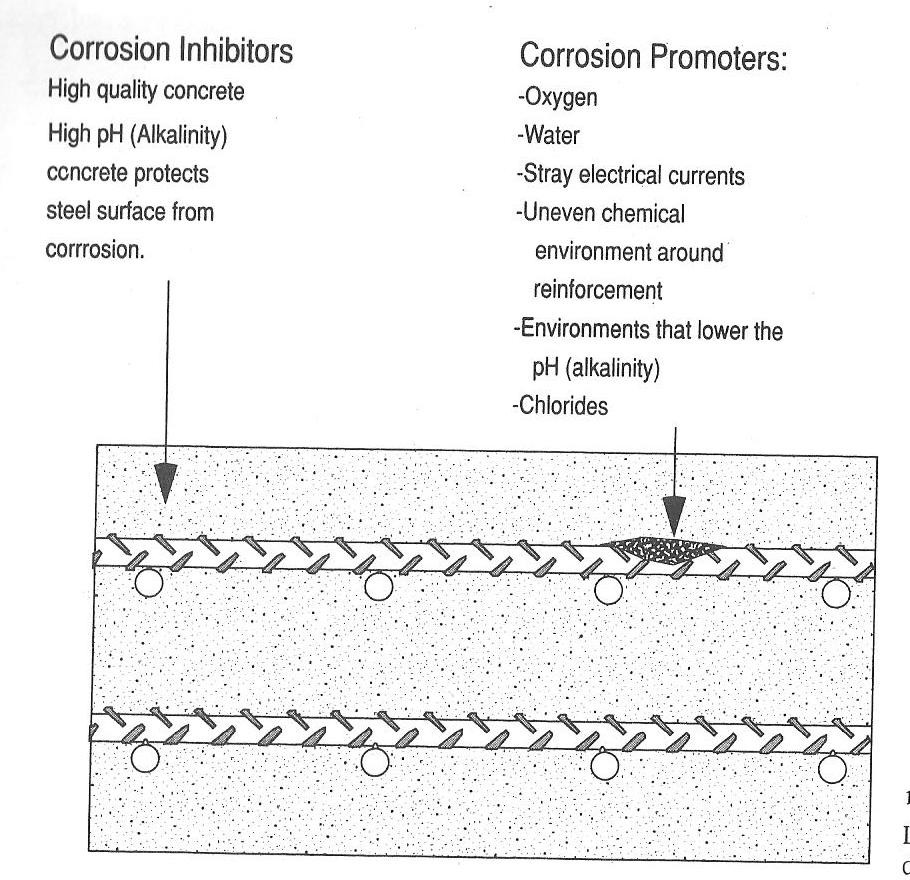 Corrosion Inhibitors
High quality concrete
High pH (Alkalinity)
concrete protects
steel surface from
corrrosion.
Corrosion Promoters:
-Oxygen
-Water
-Stray electrical currents
-Uneven chemical
environment around
reinforcement
-Environments that lower the
pH (alkalinity)
-Chlorides